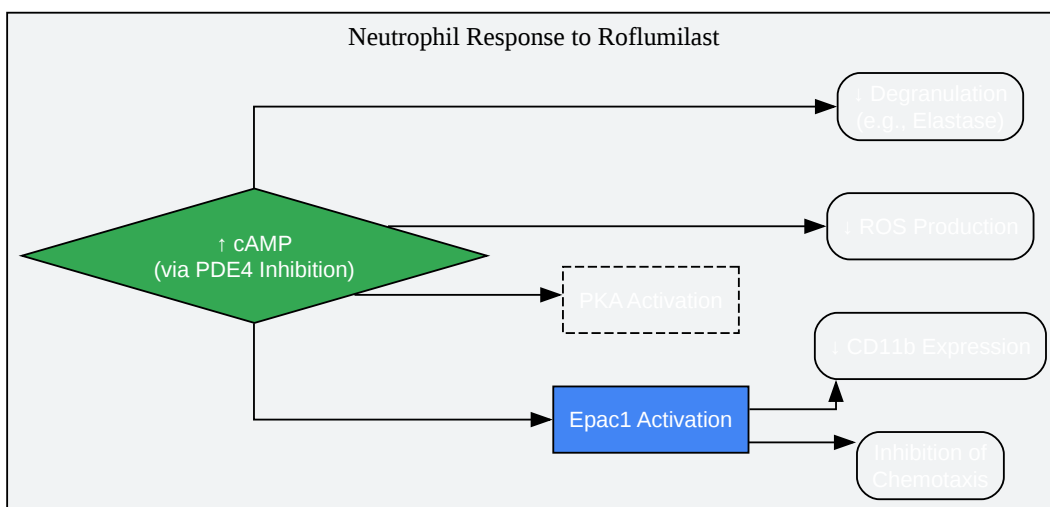 Neutrophil Response to Roflumilast
↓ Degranulation
(e.g., Elastase)
↓ ROS Production
↑ cAMP
(via PDE4 Inhibition)
PKA Activation
↓ CD11b Expression
Epac1 Activation
Inhibition of
Chemotaxis